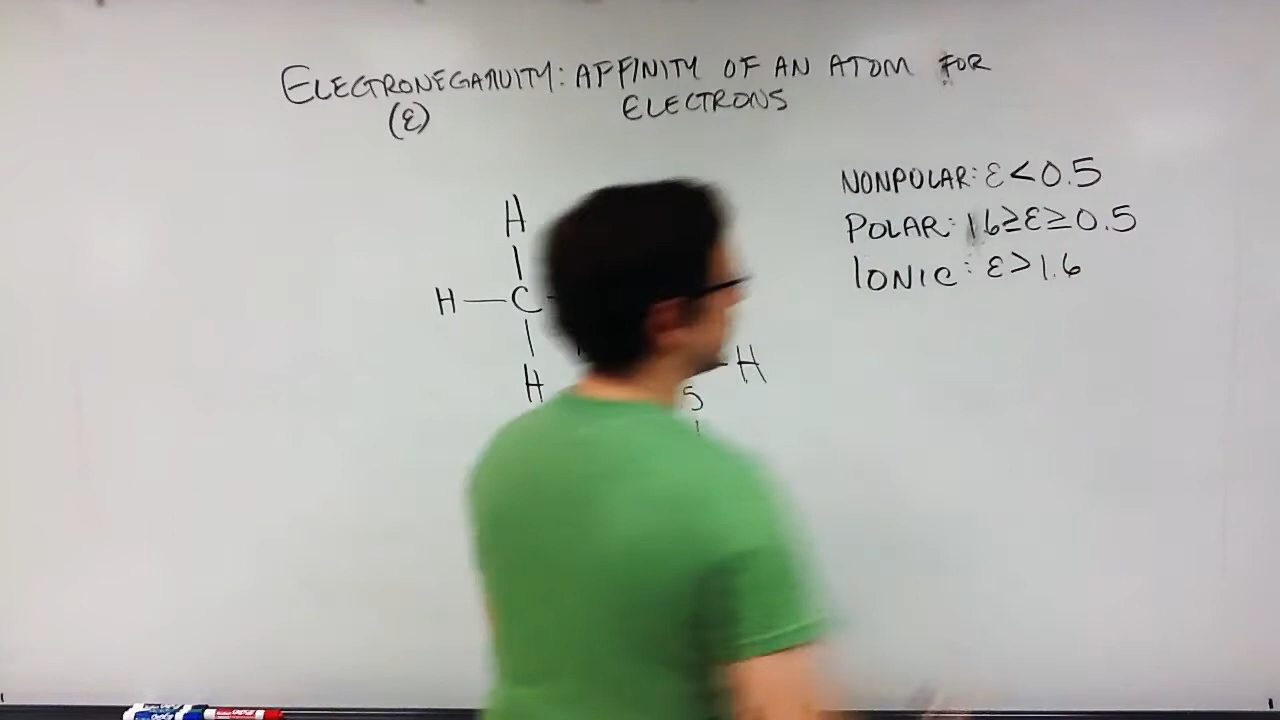 ELECTRONEGATIVITY: AFFINITY OF AN ATOM FOR
(ε) ELECTRONS
NONPOLAR: ε<0.5
POLAR: 1.6≥ε≥0.5
IONIC: ε>1.6
H
H—C
H
H
S